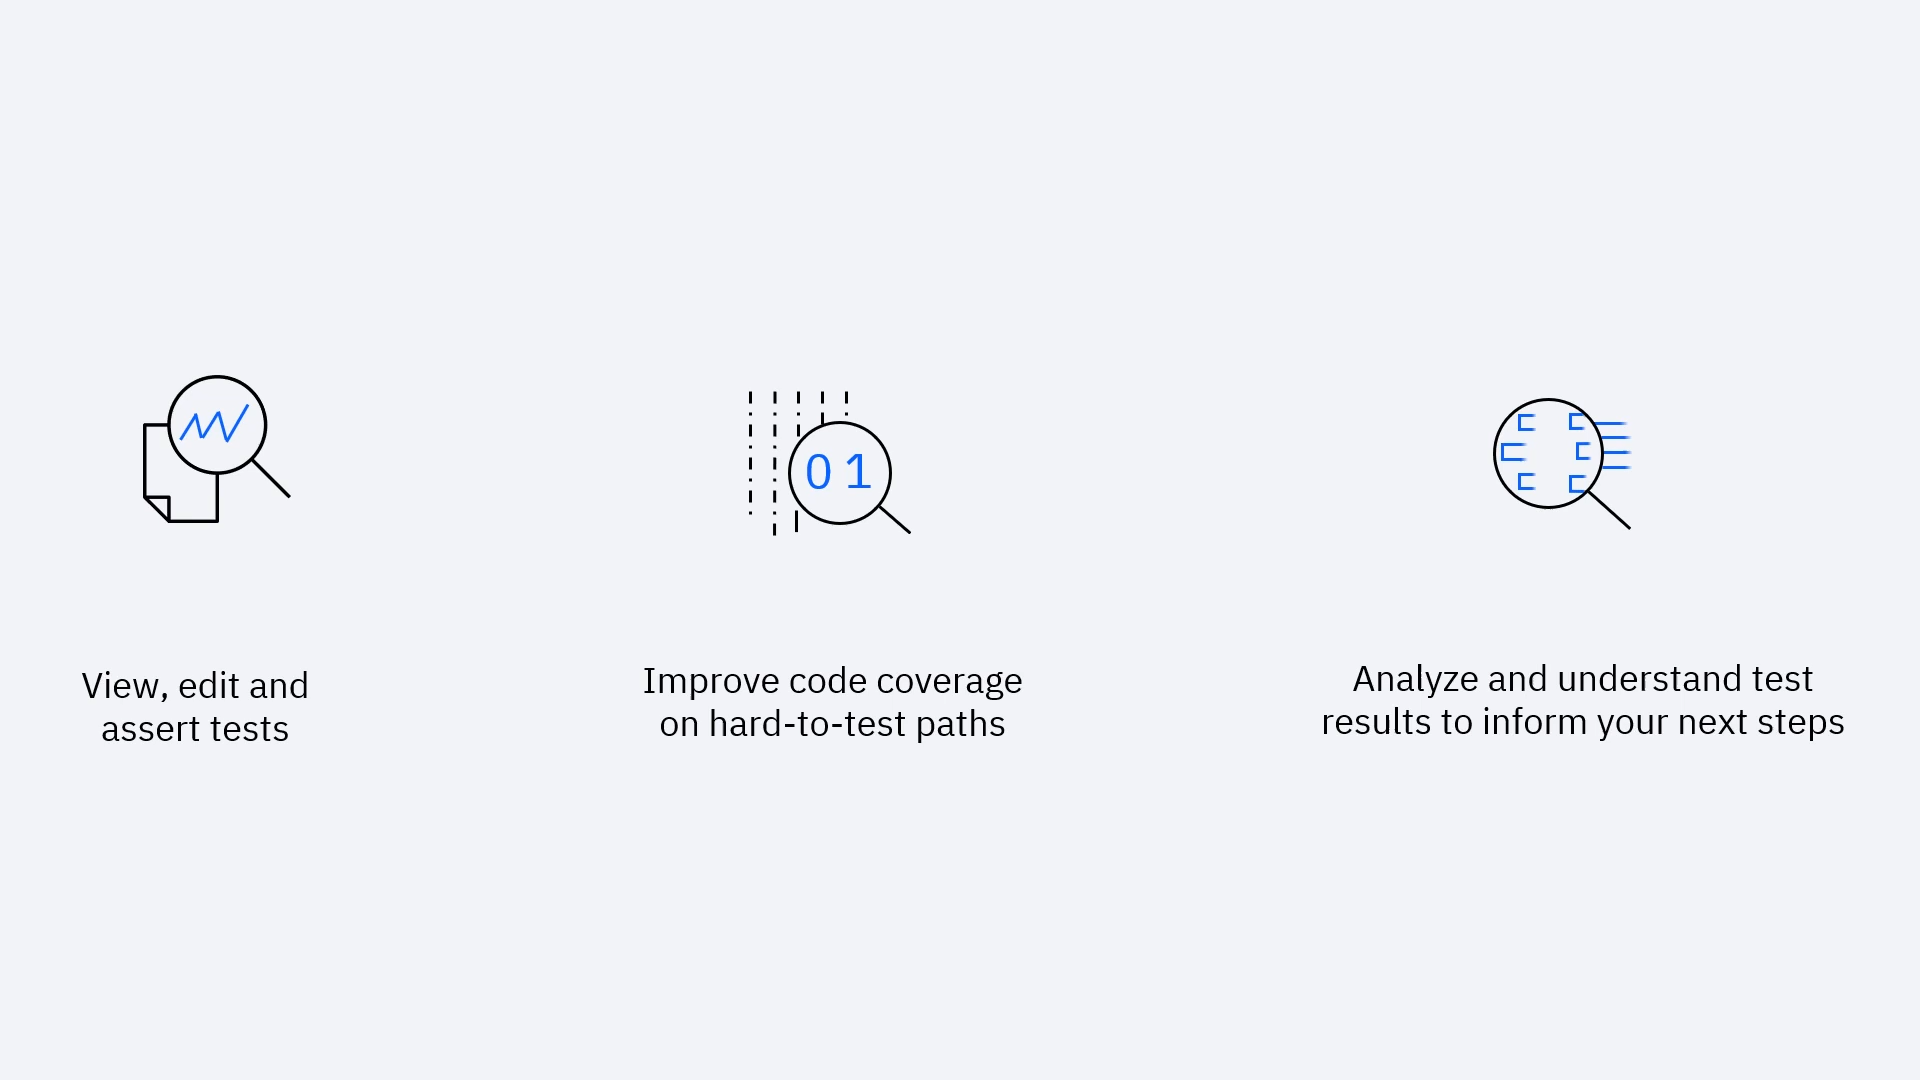 0 1
View, edit and
assert tests
Improve code coverage
on hard-to-test paths
Analyze and understand test
results to inform your next steps